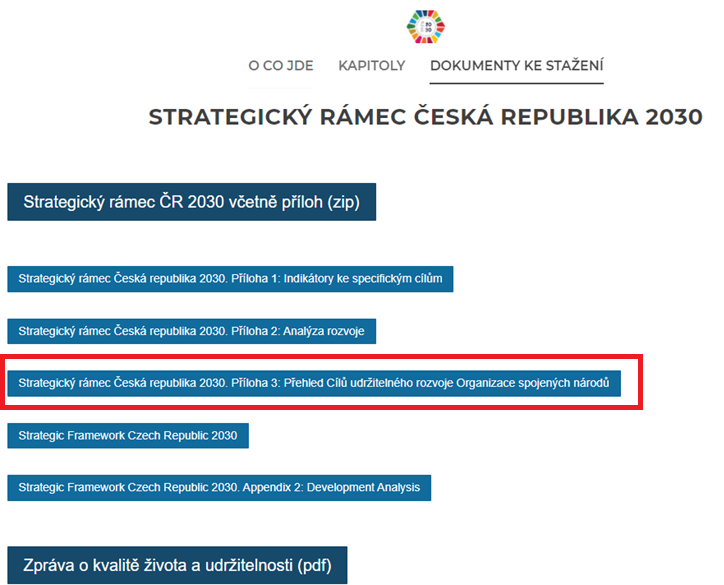 ČR
20
30
O CO JDE KAPITOLY DOKUMENTY KE STAŽENÍ
STRATEGICKÝ RÁMEC ČESKÁ REPUBLIKA 2030
Strategický rámec ČR 2030 včetně příloh (zip)
Strategický rámec Česká republika 2030. Příloha 1: Indikátory ke specifickým cílům
Strategický rámec Česká republika 2030. Příloha 2: Analýza rozvoje
Strategický rámec Česká republika 2030. Příloha 3: Přehled Cílů udržitelného rozvoje Organizace spojených národů
Strategic Framework Czech Republic 2030
Strategic Framework Czech Republic 2030. Appendix 2: Development Analysis
Zpráva o kvalitě života a udržitelnosti (pdf)